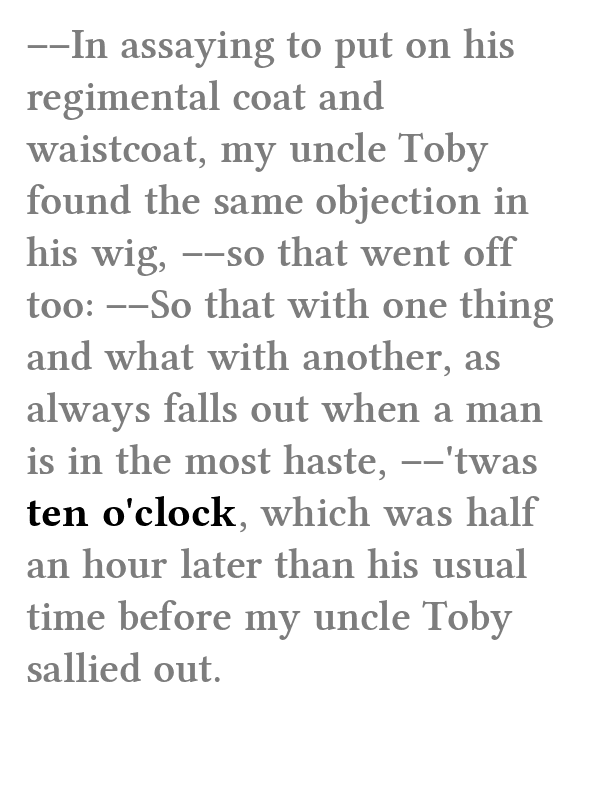 ––In assaying to put on his
regimental coat and
waistcoat, my uncle Toby
found the same objection in
his wig, ––so that went off
too: ––So that with one thing
and what with another, as
always falls out when a man
is in the most haste, ––'twas
ten o'clock, which was half
an hour later than his usual
time before my uncle Toby
sallied out.